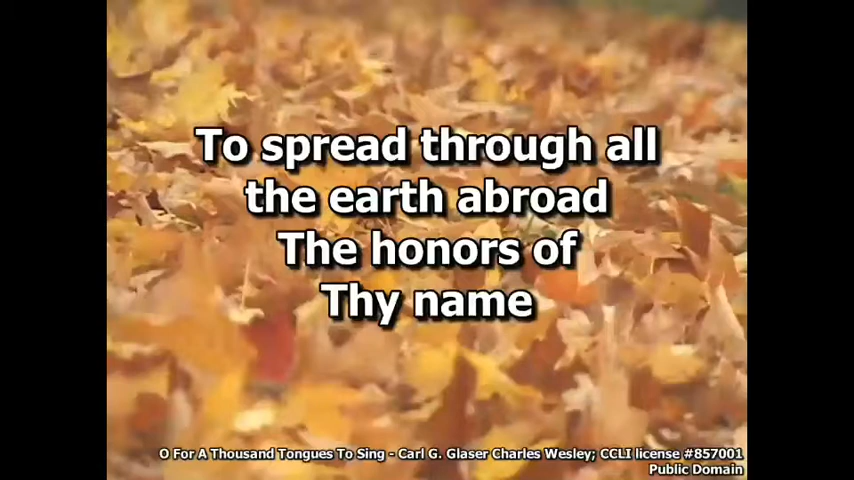 To spread through all
the earth abroad
The honors of
Thy name
O For A Thousand Tongues To Sing - Carl G. Glaser Charles Wesley; CCLI license #857001
Public Domain